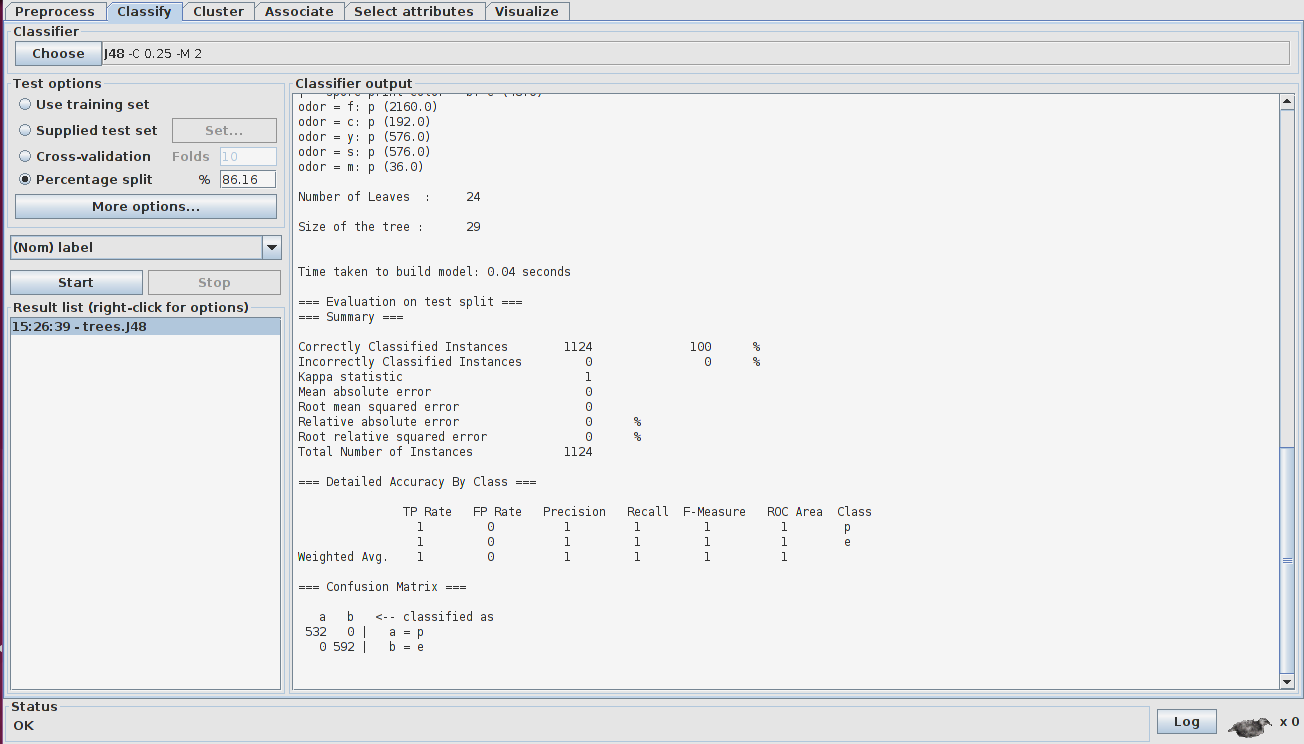 Preprocess Classify Cluster Associate Select attributes Visualize
Classifier
Choose J48 -C 0.25 -M 2
Test options
Use training set
Supplied test set Set...
Cross-validation Folds 10
Percentage split % 86.16
More options...
(Nom) label
Start Stop
Result list (right-click for options)
15:26:39 - trees.J48
Classifier output
odor = f: p (2160.0)
odor = c: p (192.0)
odor = y: p (576.0)
odor = s: p (576.0)
odor = m: p (36.0)
Number of Leaves : 24
Size of the tree : 29
Time taken to build model: 0.04 seconds
=== Evaluation on test split ===
=== Summary ===
Correctly Classified Instances 1124 100 %
Incorrectly Classified Instances 0 0 %
Kappa statistic 1
Mean absolute error 0
Root mean squared error 0
Relative absolute error 0 %
Root relative squared error 0 %
Total Number of Instances 1124
=== Detailed Accuracy By Class ===
TP Rate FP Rate Precision Recall F-Measure ROC Area Class
1 0 1 1 1 1 p
1 0 1 1 1 1 e
Weighted Avg. 1 0 1 1 1 1
=== Confusion Matrix ===
a b <-- classified as
532 0 | a = p
0 592 | b = e
Status
OK
Log x 0